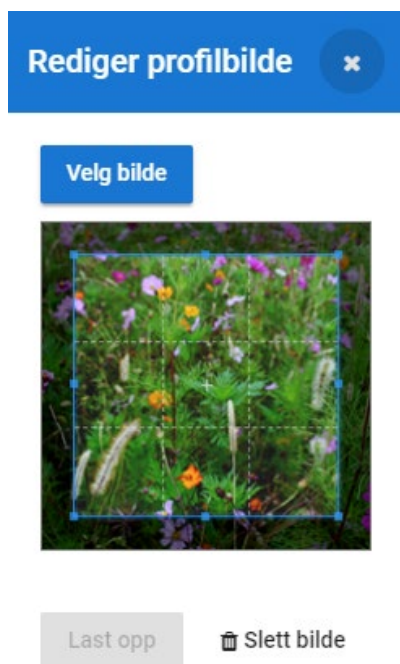 Rediger profilbilde
Velg bilde
Last opp
Slett bilde